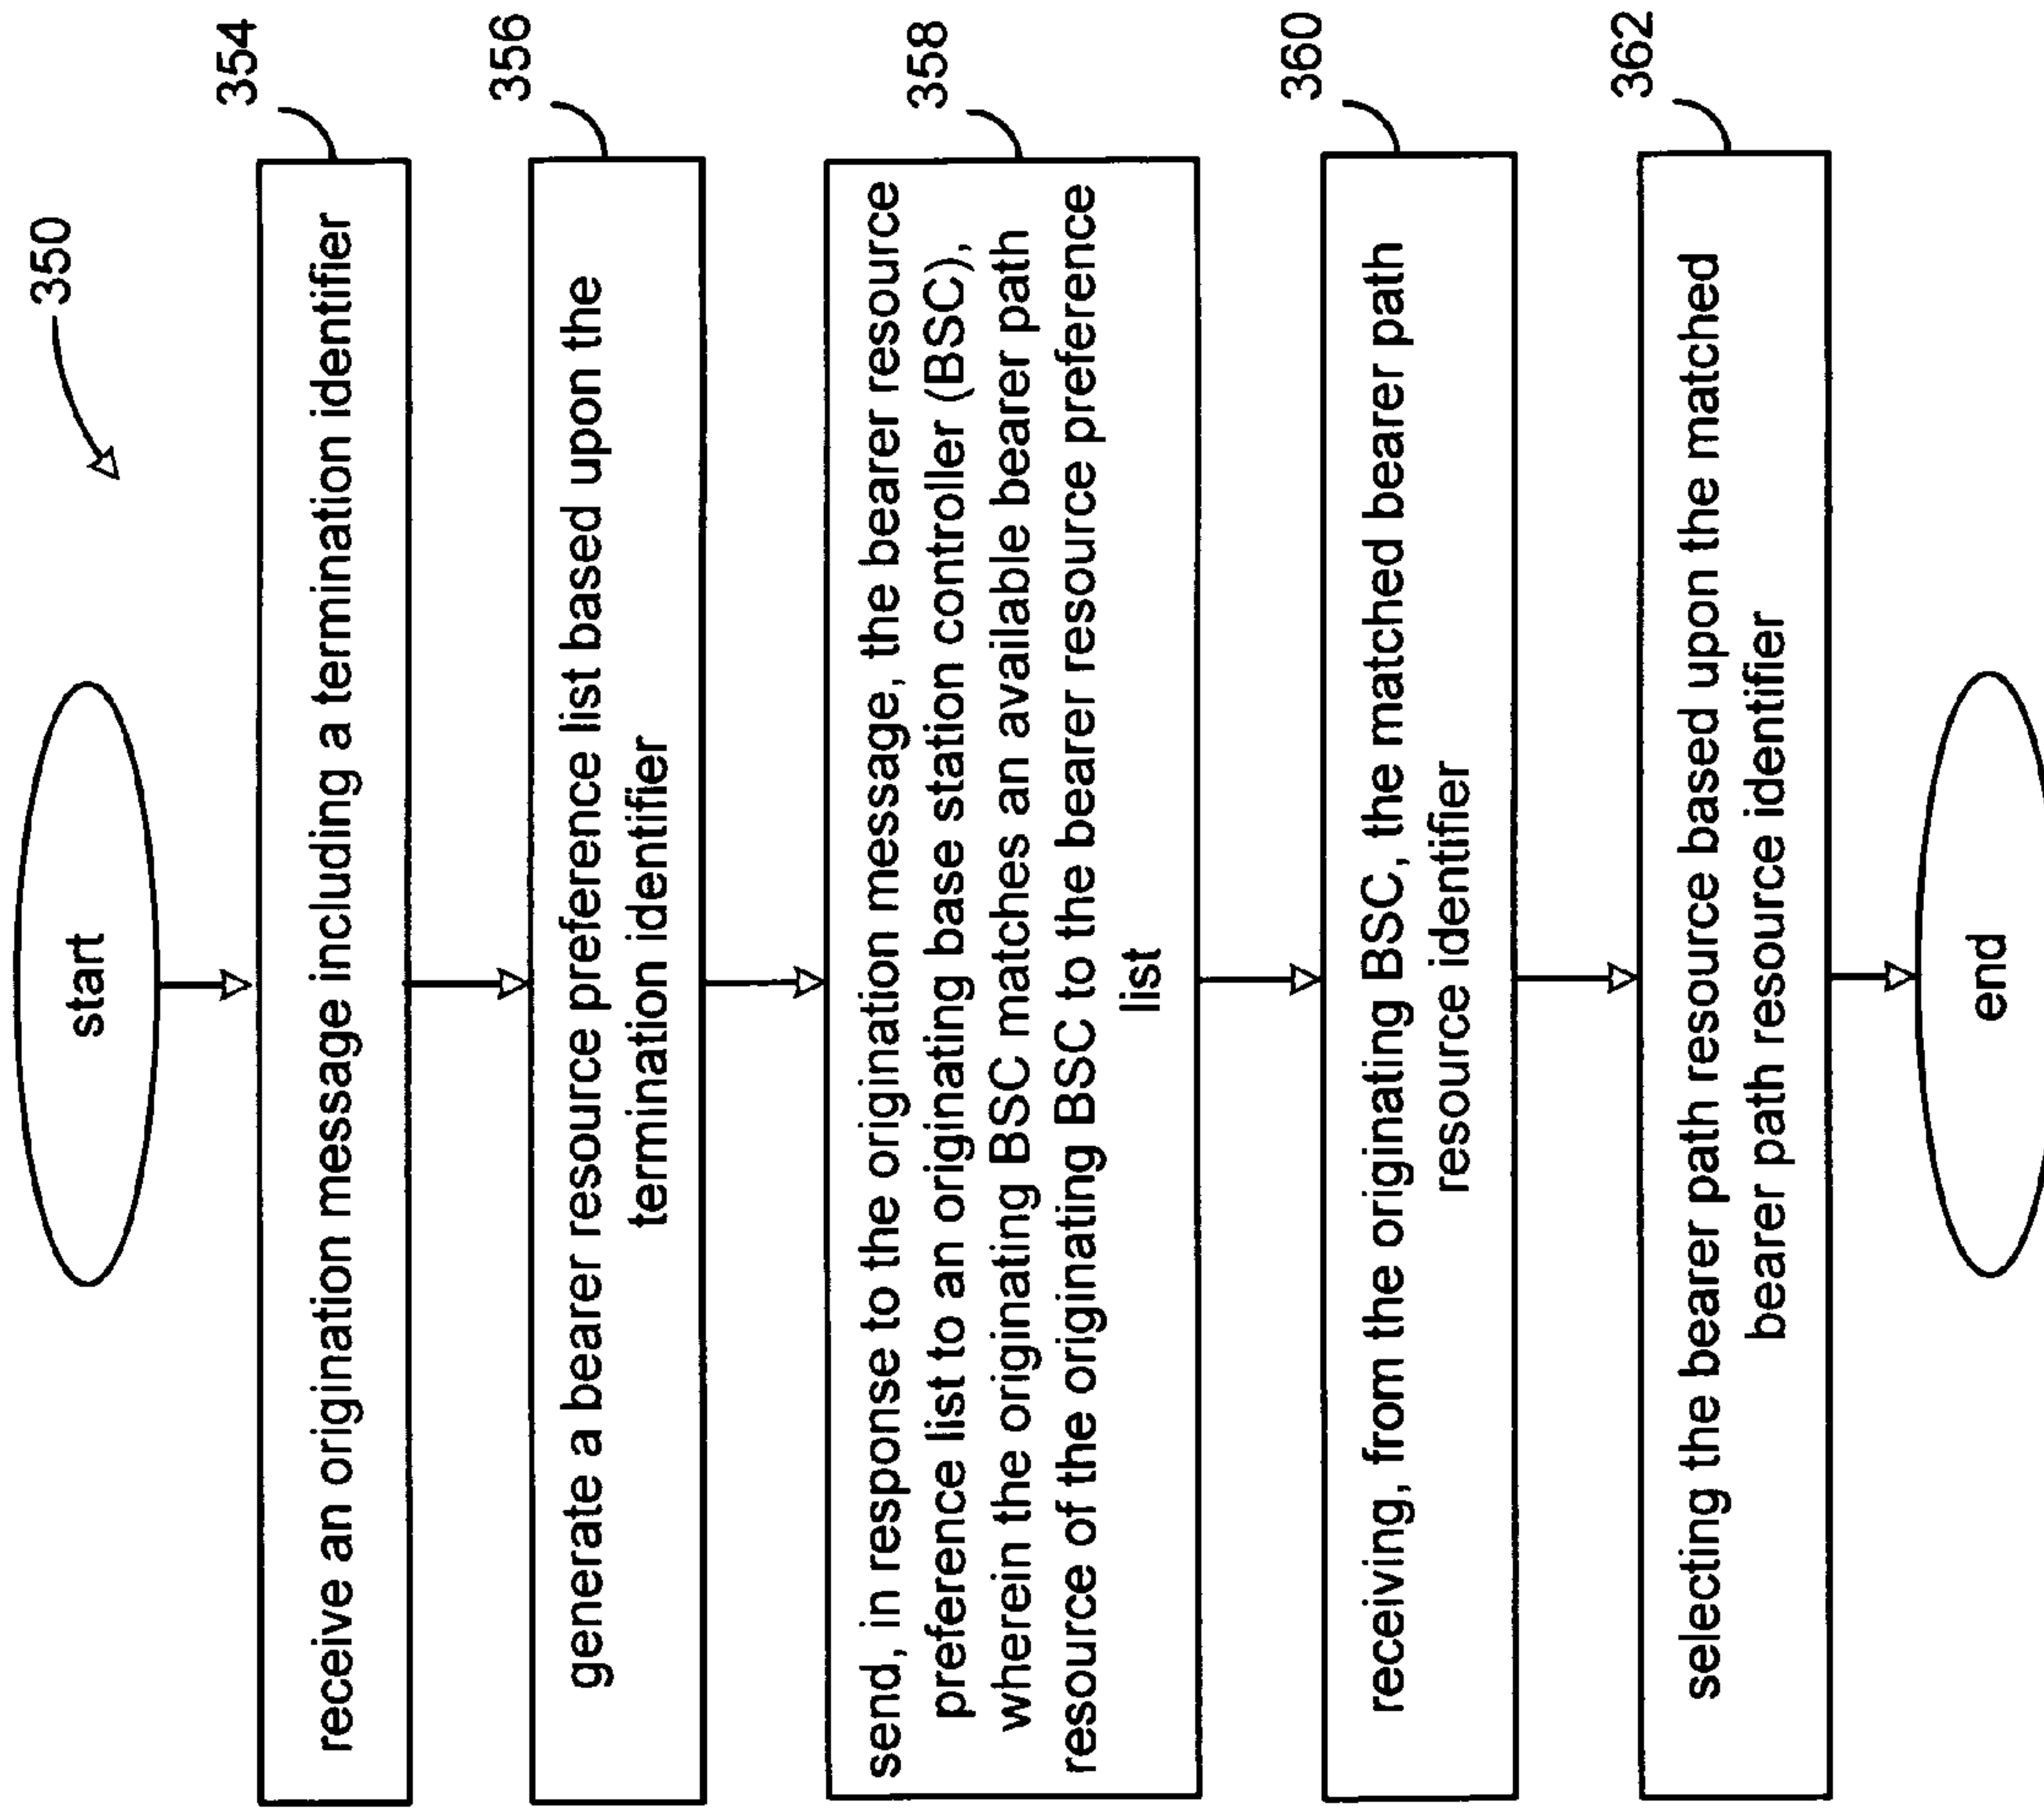 350
start
receive an origination message including a termination identifier
354
generate a bearer resource preference list based upon the
termination identifier
356
send, in response to the origination message, the bearer resource
preference list to an originating base station controller (BSC),
wherein the originating BSC matches an available bearer path
resource of the originating BSC to the bearer resource preference
list
358
receiving, from the originating BSC, the matched bearer path
resource identifier
360
selecting the bearer path resource based upon the matched
bearer path resource identifier
362
end